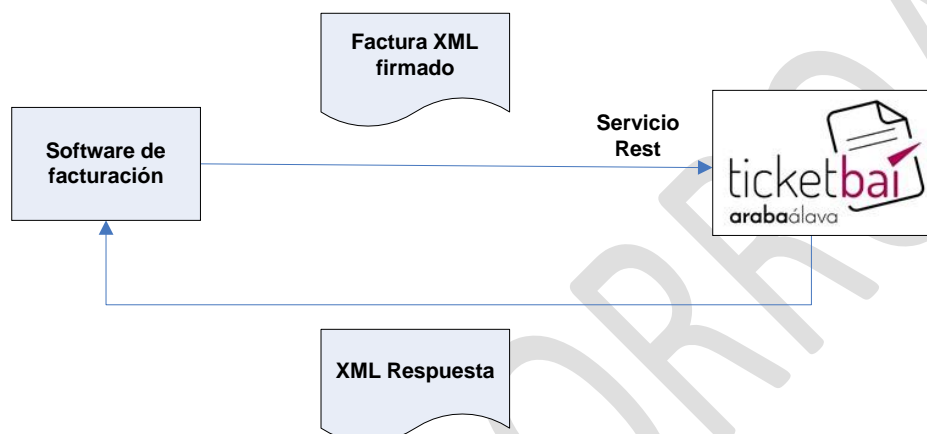 Factura XML
firmado
Servicio
Rest
Software de
facturación
ticketbai
arabaálava
XML Respuesta